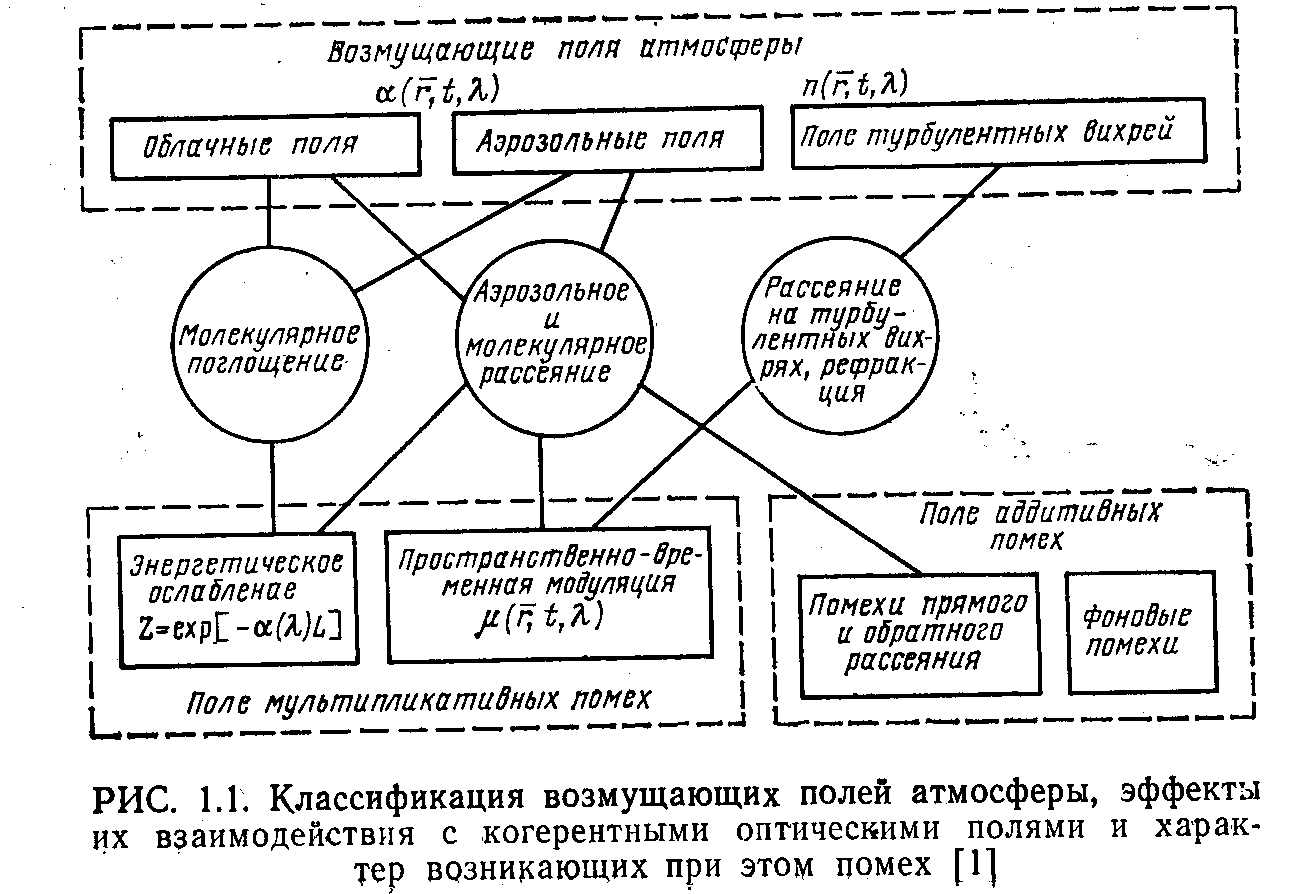 Возмущающие поля атмосферы
α(r̄, t, λ)
n(r̄, t, λ)
Облачные поля
Аэрозольные поля
Поле турбулентных вихрей
Молекулярное
поглощение
Аэрозольное
и
молекулярное
рассеяние
Рассеяние
на турбу-
лентных вих-
рях, рефрак-
ция
Энергетическое
ослабление
Z=exp[-α(λ)L]
Пространственно-вре-
менная модуляция
μ(r̄, t, λ)
Поле мультипликативных помех
Поле аддитивных
помех
Помехи прямого
и обратного
рассеяния
Фоновые
помехи
РИС. 1.1. Классификация возмущающих полей атмосферы, эффекты
их взаимодействия с когерентными оптическими полями и харак-
тер возникающих при этом помех [1]